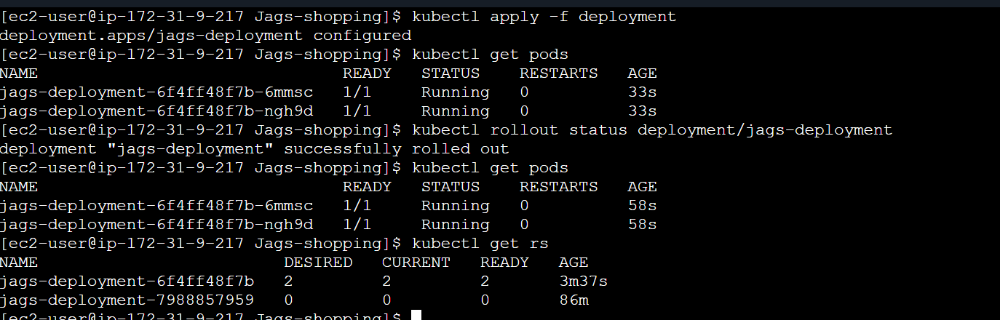 [ec2-user@ip-172-31-9-217 Jags-shopping]$ kubectl apply -f deployment
deployment.apps/jags-deployment configured
[ec2-user@ip-172-31-9-217 Jags-shopping]$ kubectl get pods
NAME                               READY   STATUS    RESTARTS   AGE
jags-deployment-6f4ff48f7b-6mmsc   1/1     Running   0          33s
jags-deployment-6f4ff48f7b-ngh9d   1/1     Running   0          33s
[ec2-user@ip-172-31-9-217 Jags-shopping]$ kubectl rollout status deployment/jags-deployment
deployment "jags-deployment" successfully rolled out
[ec2-user@ip-172-31-9-217 Jags-shopping]$ kubectl get pods
NAME                               READY   STATUS    RESTARTS   AGE
jags-deployment-6f4ff48f7b-6mmsc   1/1     Running   0          58s
jags-deployment-6f4ff48f7b-ngh9d   1/1     Running   0          58s
[ec2-user@ip-172-31-9-217 Jags-shopping]$ kubectl get rs
NAME                         DESIRED   CURRENT   READY   AGE
jags-deployment-6f4ff48f7b   2         2         2       3m37s
jags-deployment-7988857959   0         0         0       86m
[ec2-user@ip-172-31-9-217 Jags-shopping]$